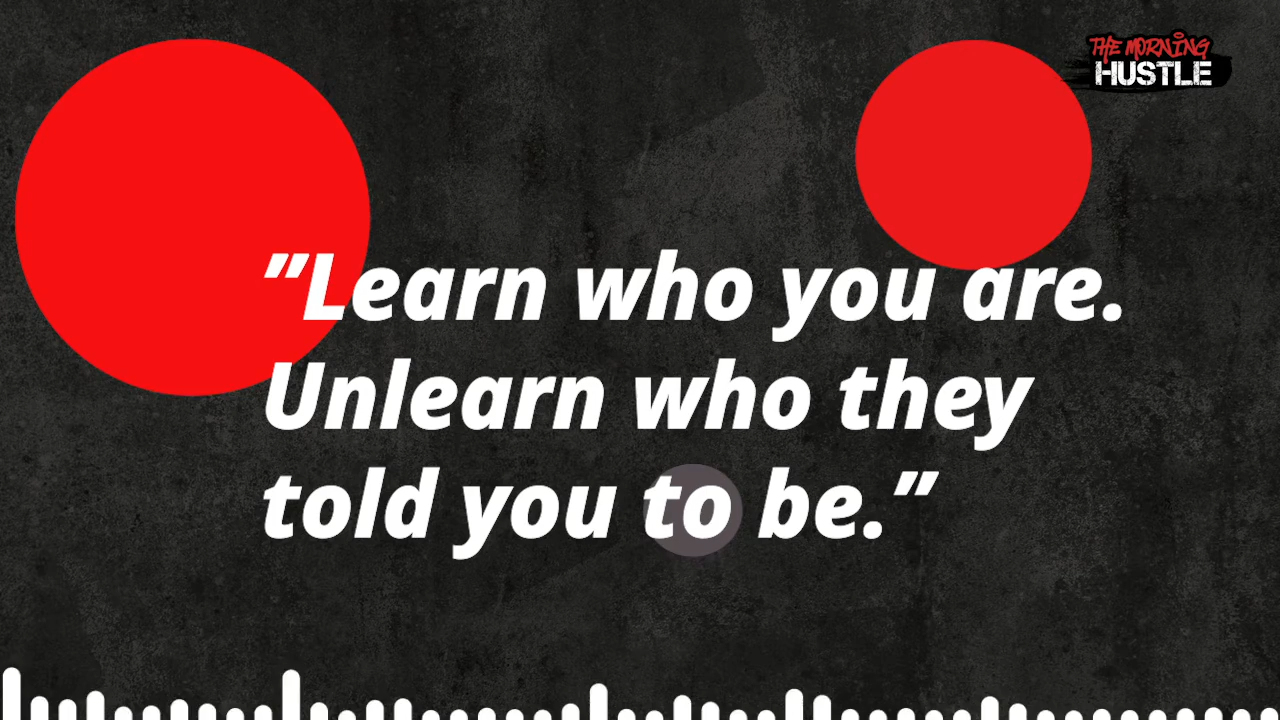 THE MORNING
HUSTLE
"Learn who you are.
Unlearn who they
told you to be."